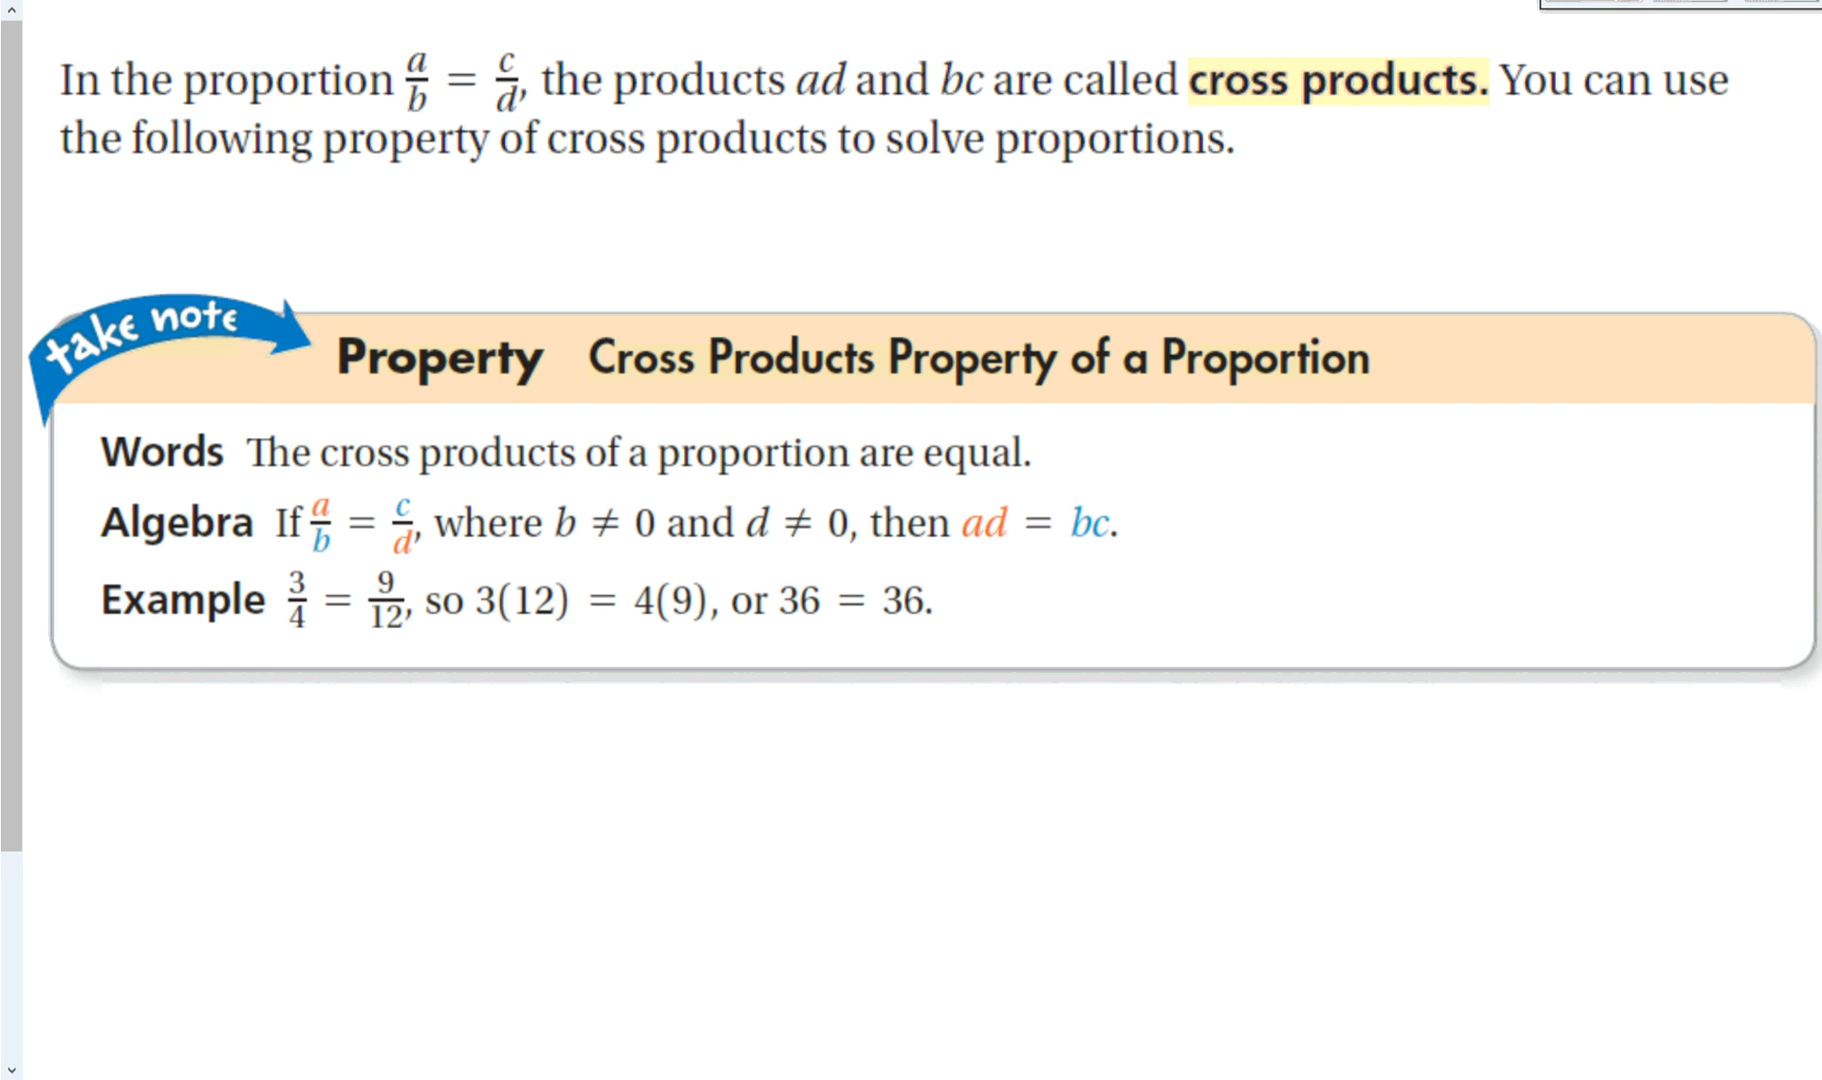 In the proportion a/b = c/d, the products ad and bc are called cross products. You can use
the following property of cross products to solve proportions.
take note
Property Cross Products Property of a Proportion
Words The cross products of a proportion are equal.
Algebra If a/b = c/d, where b ≠ 0 and d ≠ 0, then ad = bc.
Example 3/4 = 9/12, so 3(12) = 4(9), or 36 = 36.